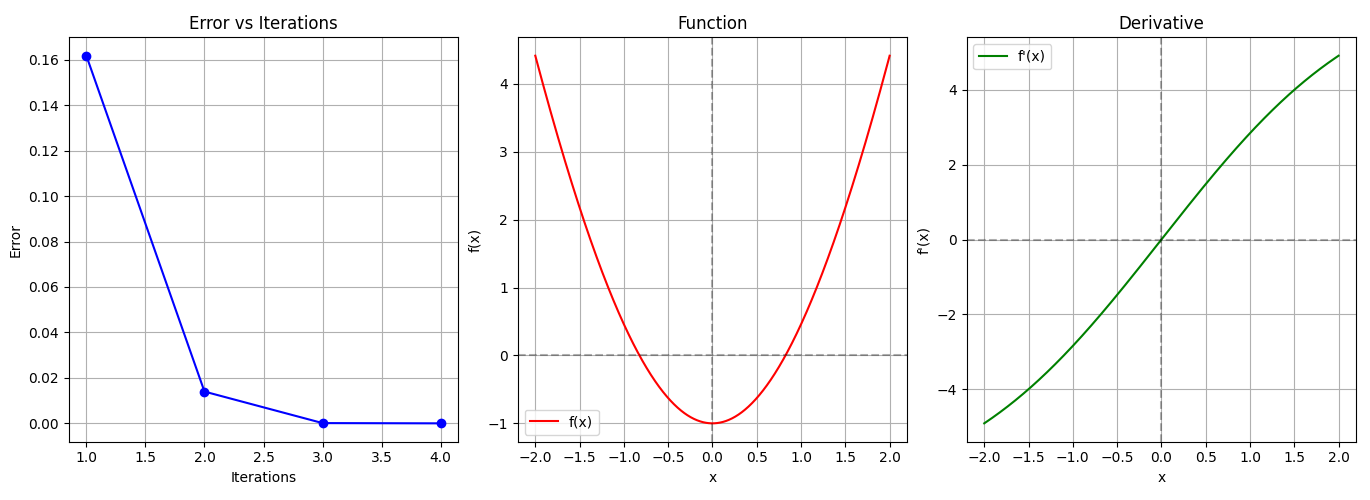 Error vs Iterations
0.16
0.14
0.12
0.10
0.08
0.06
0.04
0.02
0.00
Error
1.0 1.5 2.0 2.5 3.0 3.5 4.0
Iterations
Function
4
3
2
1
0
−1
f(x)
f(x)
−2.0 −1.5 −1.0 −0.5 0.0 0.5 1.0 1.5 2.0
x
Derivative
f'(x)
4
2
0
−2
−4
f'(x)
−2.0 −1.5 −1.0 −0.5 0.0 0.5 1.0 1.5 2.0
x